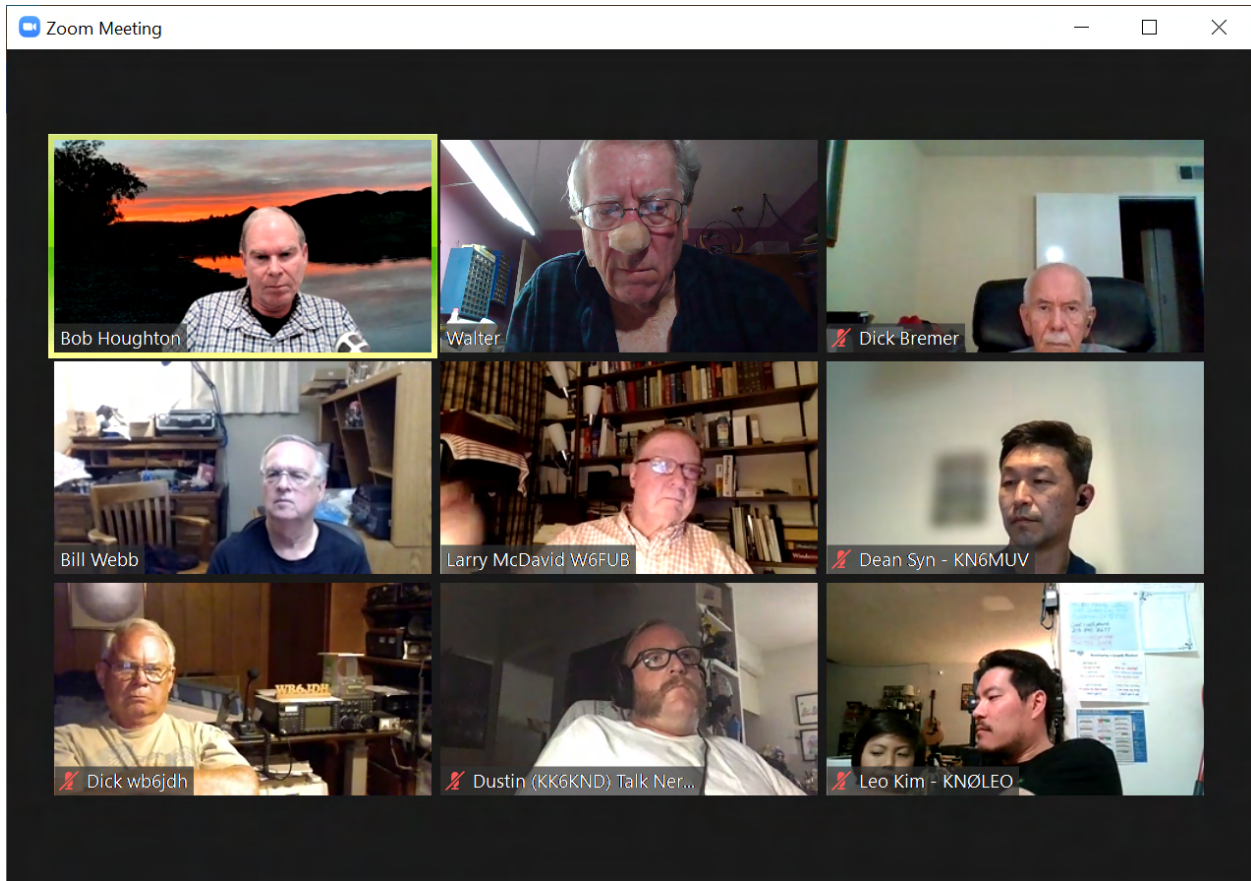 Zoom Meeting
Bob Houghton
Walter
Dick Bremer
Bill Webb
Larry McDavid W6FUB
Dean Syn - KN6MUV
WB6JDH
Dick wb6jdh
Dustin (KK6KND) Talk Ner...
Leo Kim - KNØLEO